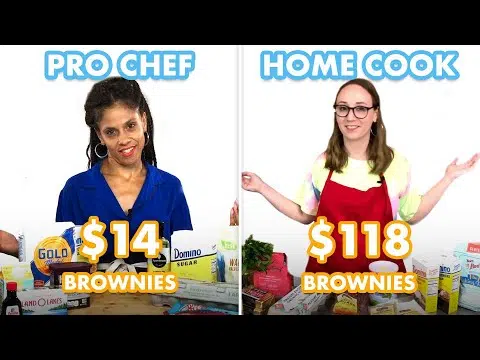 PRO CHEF
HOME COOK
$14
BROWNIES
$118
BROWNIES
GOLD
Domino
SUGAR
LAND O LAKES